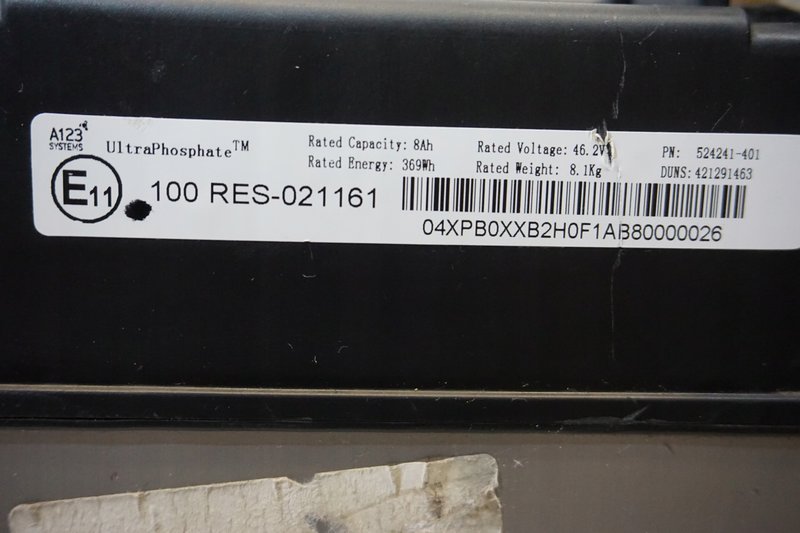 A123
SYSTEMS
UltraPhosphate™
Rated Capacity: 8Ah
Rated Energy: 369Wh
Rated Voltage: 46.2V
Rated Weight: 8.1Kg
PN: 524241-401
DUNS: 421291463
E11
100 RES-021161
04XPB0XXB2H0F1AB80000026